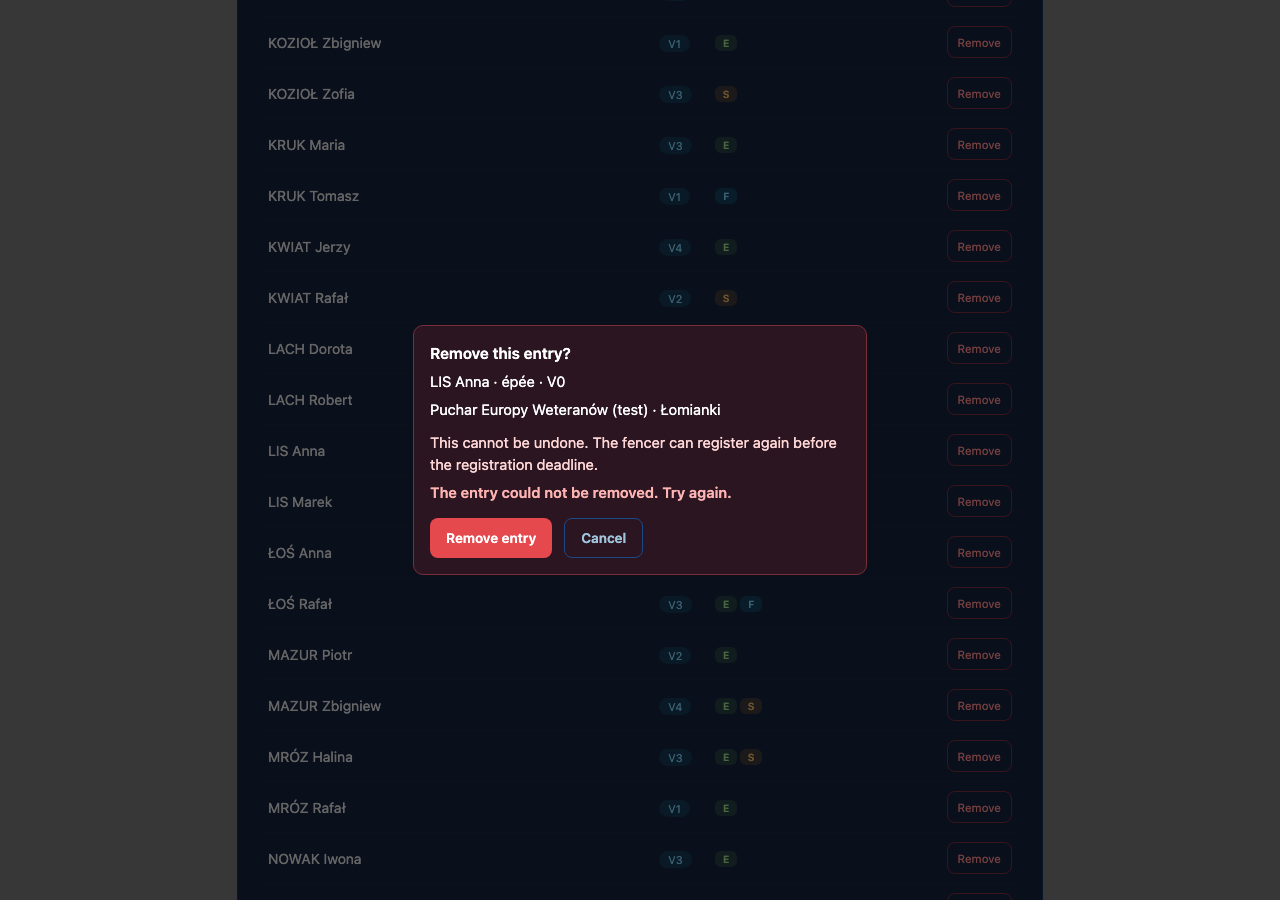 KOZIOŁ Zbigniew V1 E Remove
KOZIOŁ Zofia V3 S Remove
KRUK Maria V3 E Remove
KRUK Tomasz V1 F Remove
KWIAT Jerzy V4 E Remove
KWIAT Rafał V2 S Remove
LACH Dorota Remove
LACH Robert Remove
LIS Anna Remove
LIS Marek Remove
ŁOŚ Anna Remove
Remove this entry?
LIS Anna · épée · V0
Puchar Europy Weteranów (test) · Łomianki
This cannot be undone. The fencer can register again before
the registration deadline.
The entry could not be removed. Try again.
Remove entry Cancel
ŁOŚ Rafał V3 E F Remove
MAZUR Piotr V2 E Remove
MAZUR Zbigniew V4 E S Remove
MRÓZ Halina V3 E S Remove
MRÓZ Rafał V1 E Remove
NOWAK Iwona V3 E Remove